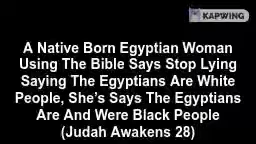 KAPWING
A Native Born Egyptian Woman
Using The Bible Says Stop Lying
Saying The Egyptians Are White
People, She's Says The Egyptians
Are And Were Black People
(Judah Awakens 28)